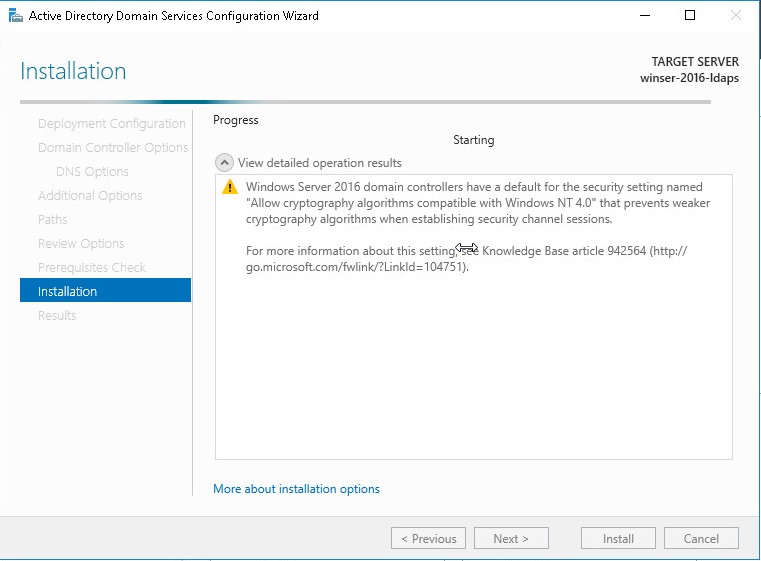 Active Directory Domain Services Configuration Wizard
Installation
TARGET SERVER
winser-2016-ldaps
Deployment Configuration
Domain Controller Options
DNS Options
Additional Options
Paths
Review Options
Prerequisites Check
Installation
Results
Progress
Starting
View detailed operation results
Windows Server 2016 domain controllers have a default for the security setting named
"Allow cryptography algorithms compatible with Windows NT 4.0" that prevents weaker
cryptography algorithms when establishing security channel sessions.
For more information about this setting, see Knowledge Base article 942564 (http://
go.microsoft.com/fwlink/?LinkId=104751).
More about installation options
< Previous
Next >
Install
Cancel